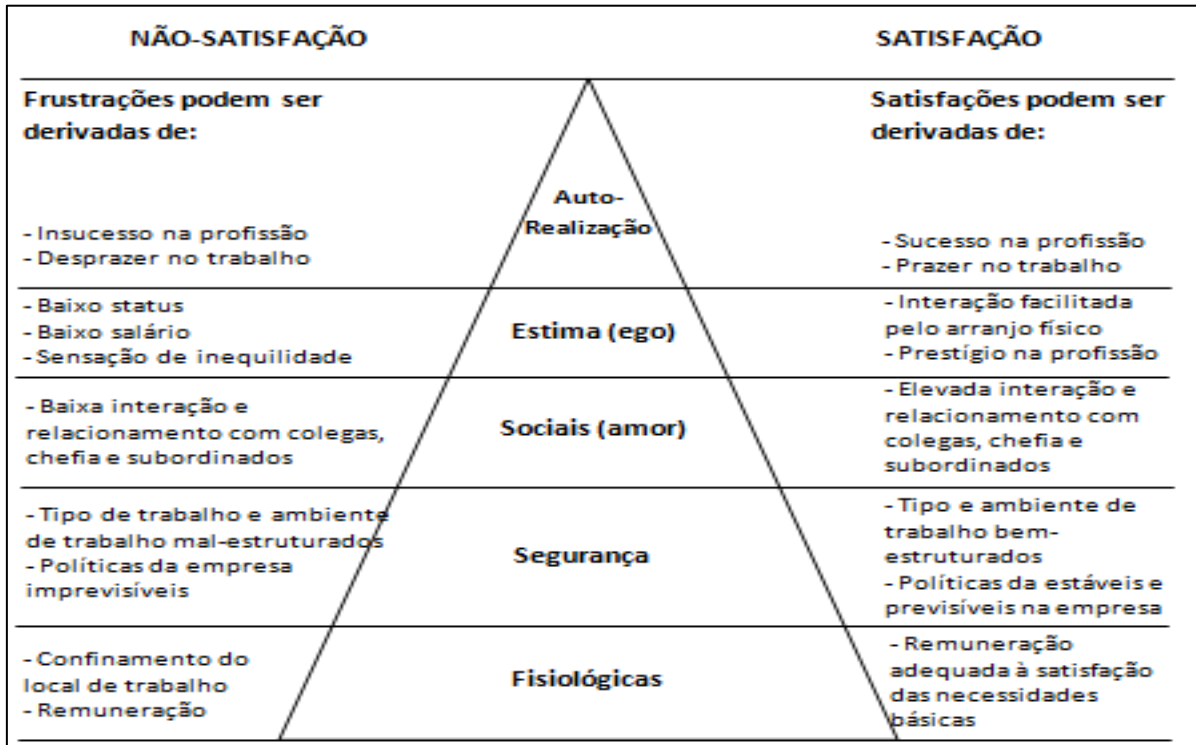 NÃO-SATISFAÇÃO
SATISFAÇÃO
Frustrações podem ser
derivadas de:
Satisfações podem ser
derivadas de:
Auto-
Realização
- Insucesso na profissão
- Desprazer no trabalho
- Sucesso na profissão
- Prazer no trabalho
- Baixo status
- Baixo salário
- Sensação de inequilidade
Estima (ego)
- Interação facilitada
pelo arranjo físico
- Prestígio na profissão
- Baixa interação e
relacionamento com colegas,
chefia e subordinados
Sociais (amor)
- Elevada interação e
relacionamento com
colegas, chefia e
subordinados
- Tipo de trabalho e ambiente
de trabalho mal-estruturados
- Políticas da empresa
imprevisíveis
Segurança
- Tipo e ambiente de
trabalho bem-
estruturados
- Políticas da estáveis e
previsíveis na empresa
- Confinamento do
local de trabalho
- Remuneração
Fisiológicas
- Remuneração
adequada à satisfação
das necessidades
básicas